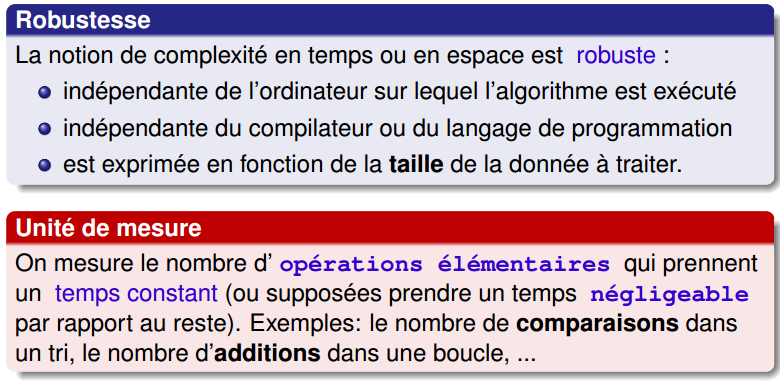 Robustesse
La notion de complexité en temps ou en espace est robuste :
indépendante de l'ordinateur sur lequel l'algorithme est exécuté
indépendante du compilateur ou du langage de programmation
est exprimée en fonction de la taille de la donnée à traiter.
Unité de mesure
On mesure le nombre d' opérations élémentaires qui prennent
un temps constant (ou supposées prendre un temps négligeable
par rapport au reste). Exemples: le nombre de comparaisons dans
un tri, le nombre d'additions dans une boucle, ...